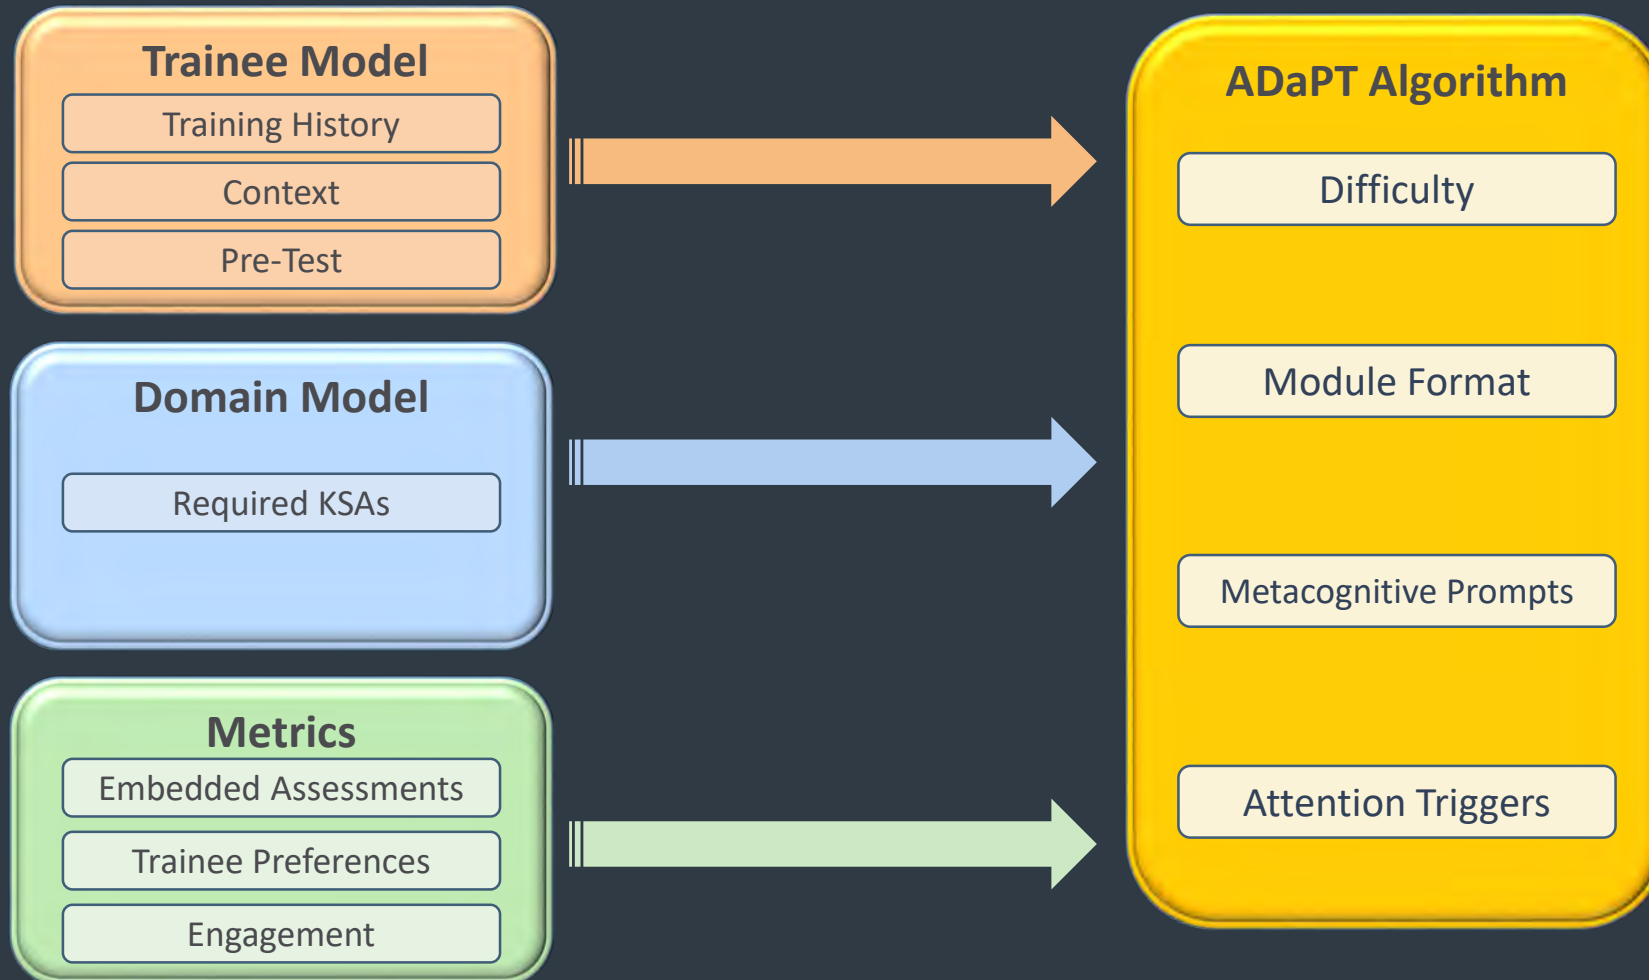 Trainee Model
Training History
Context
Pre-Test
Domain Model
Required KSAs
Metrics
Embedded Assessments
Trainee Preferences
Engagement
ADaPT Algorithm
Difficulty
Module Format
Metacognitive Prompts
Attention Triggers